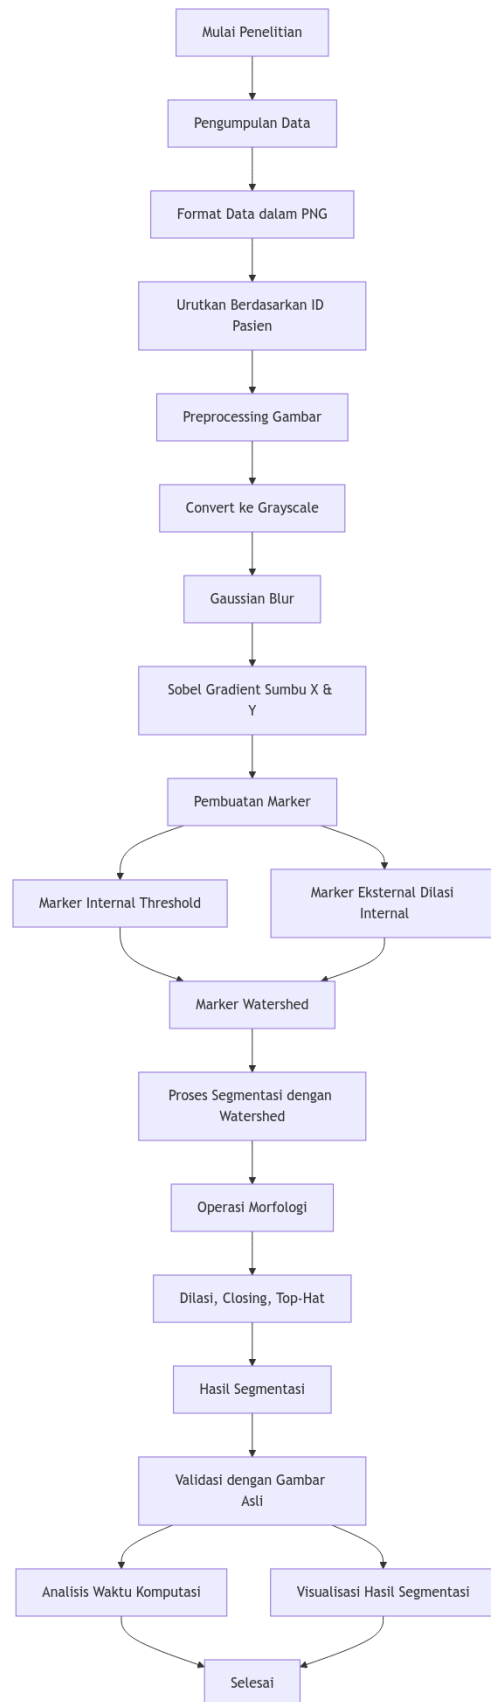 Mulai Penelitian
Pengumpulan Data
Format Data dalam PNG
Urutkan Berdasarkan ID
Pasien
Preprocessing Gambar
Convert ke Grayscale
Gaussian Blur
Sobel Gradient Sumbu X &
Y
Pembuatan Marker
Marker Internal Threshold
Marker Eksternal Dilasi
Internal
Marker Watershed
Proses Segmentasi dengan
Watershed
Operasi Morfologi
Dilasi, Closing, Top-Hat
Hasil Segmentasi
Validasi dengan Gambar
Asli
Analisis Waktu Komputasi
Visualisasi Hasil Segmentasi
Selesai